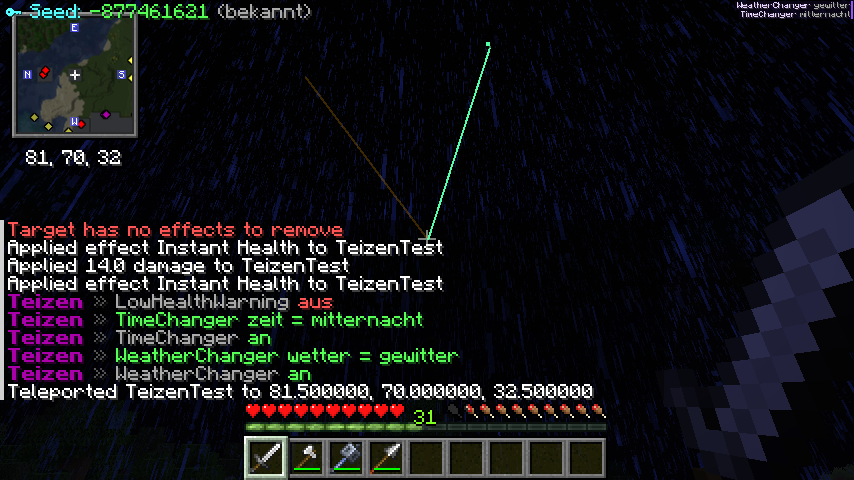 Seed: -877461621 (bekannt)
WeatherChanger gewitter
TimeChanger mitternacht
E
N
S
W
81, 70, 32
Target has no effects to remove
Applied effect Instant Health to TeizenTest
Applied 14.0 damage to TeizenTest
Applied effect Instant Health to TeizenTest
Teizen » LowHealthWarning aus
Teizen » TimeChanger zeit = mitternacht
Teizen » TimeChanger an
Teizen » WeatherChanger wetter = gewitter
Teizen » WeatherChanger an
Teleported TeizenTest to 81.500000, 70.000000, 32.500000
31